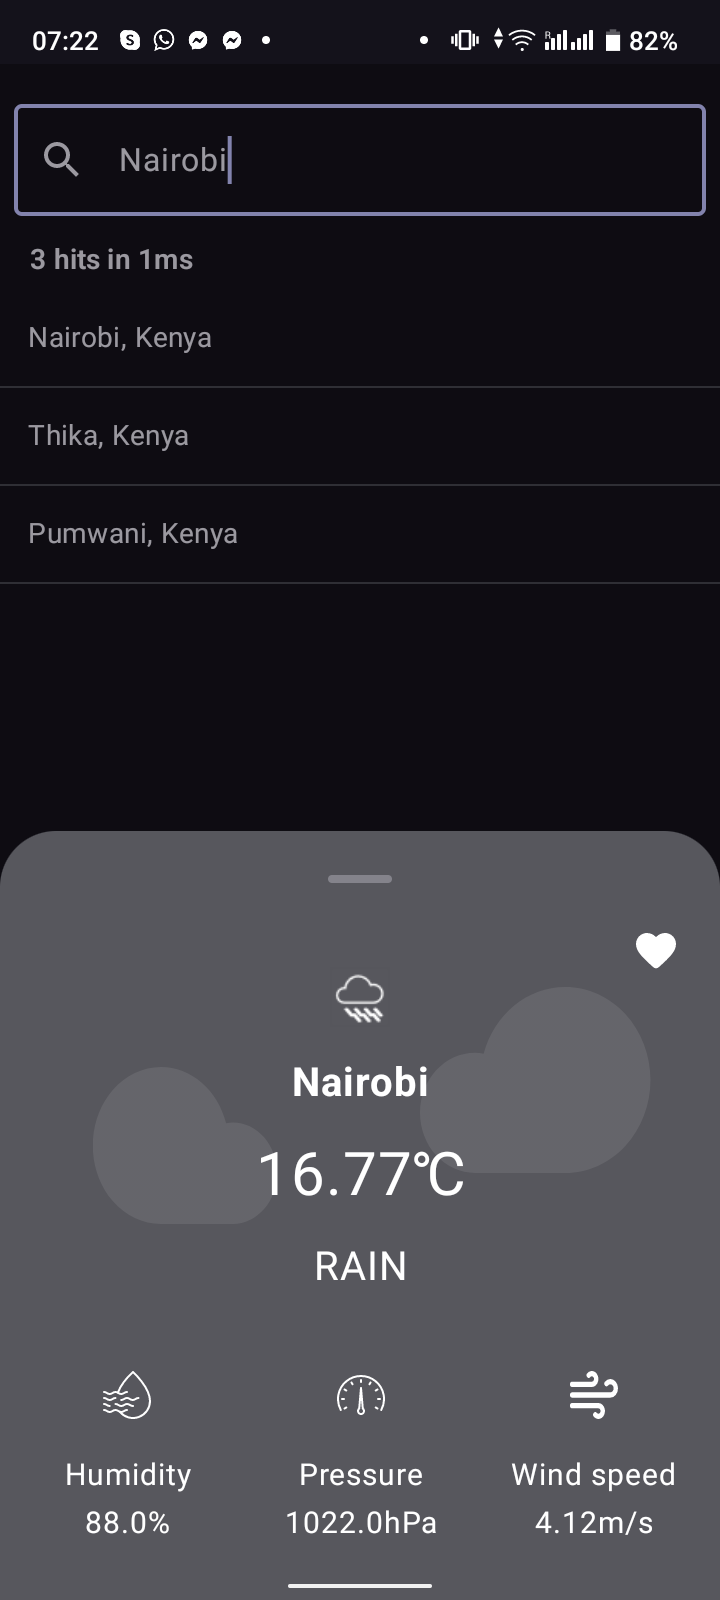 07:22 82%
Nairobi
3 hits in 1ms
Nairobi, Kenya
Thika, Kenya
Pumwani, Kenya
Nairobi
16.77℃
RAIN
Humidity Pressure Wind speed
88.0% 1022.0hPa 4.12m/s